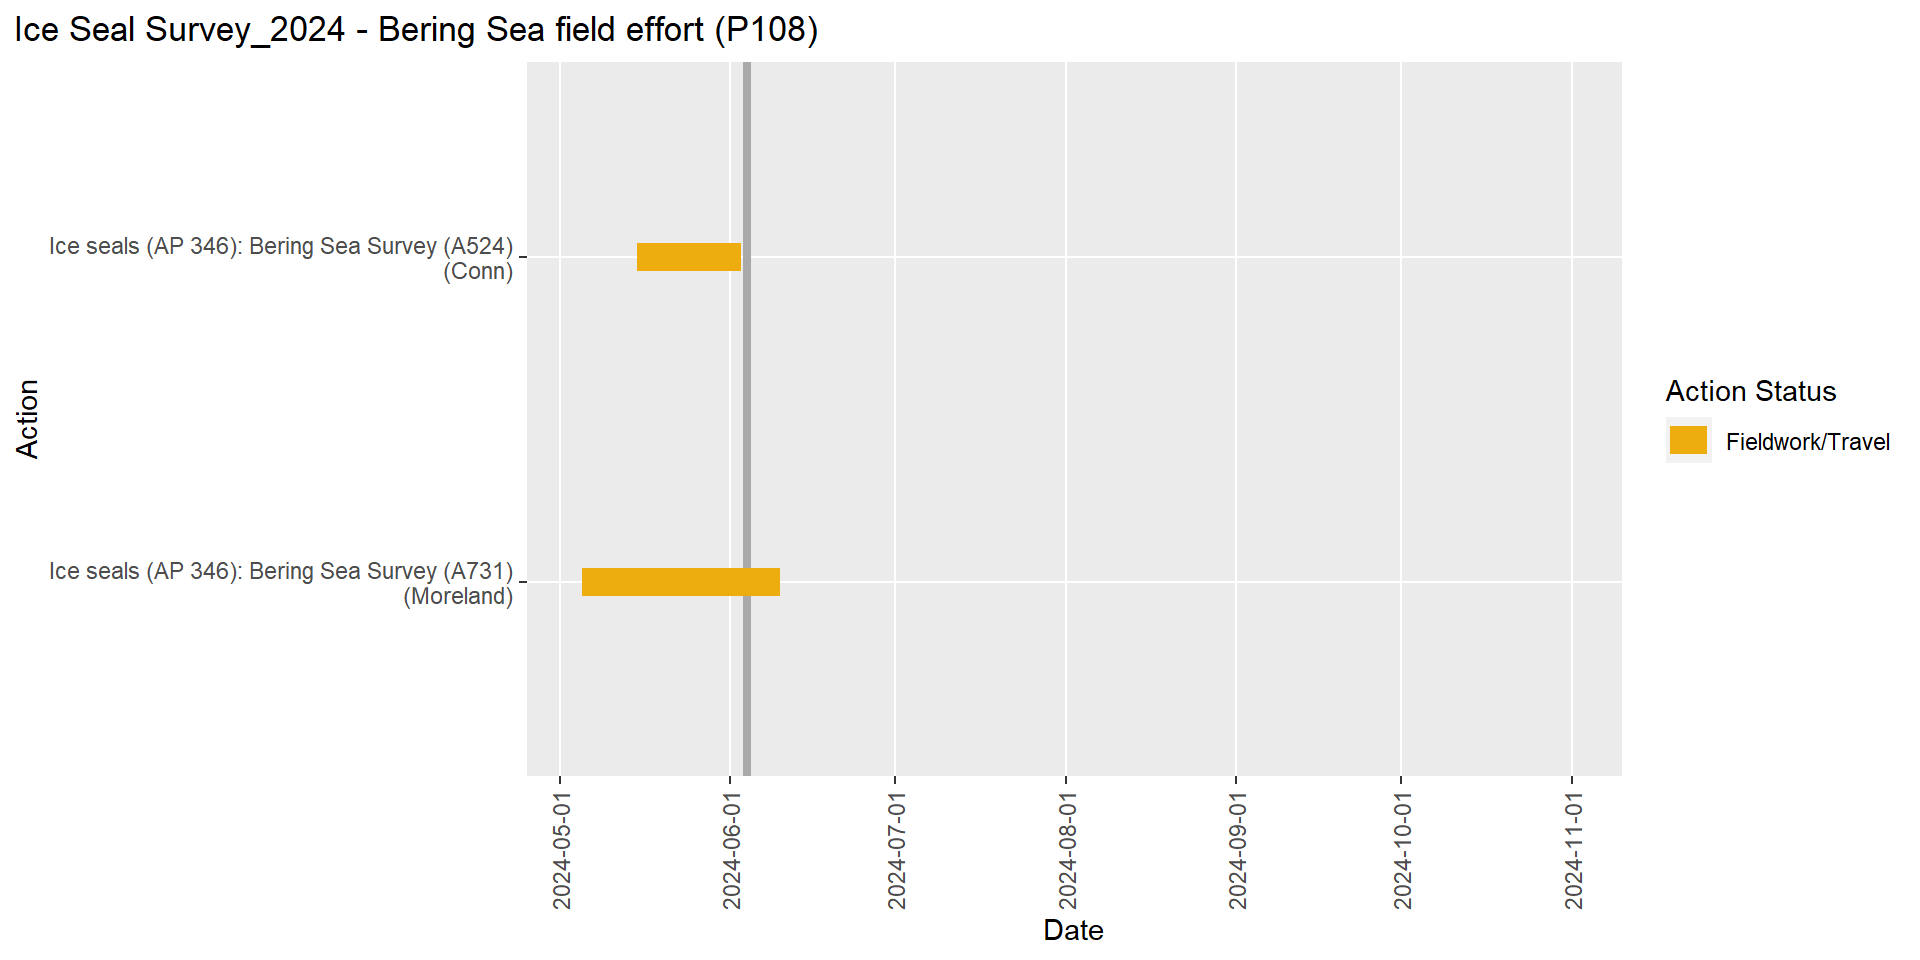 Ice Seal Survey_2024 - Bering Sea field effort (P108)
Ice seals (AP 346): Bering Sea Survey (A524)
(Conn)
Action
Ice seals (AP 346): Bering Sea Survey (A731)
(Moreland)
Action Status
Fieldwork/Travel
2024-05-01
2024-06-01
2024-07-01
2024-08-01
2024-09-01
2024-10-01
2024-11-01
Date